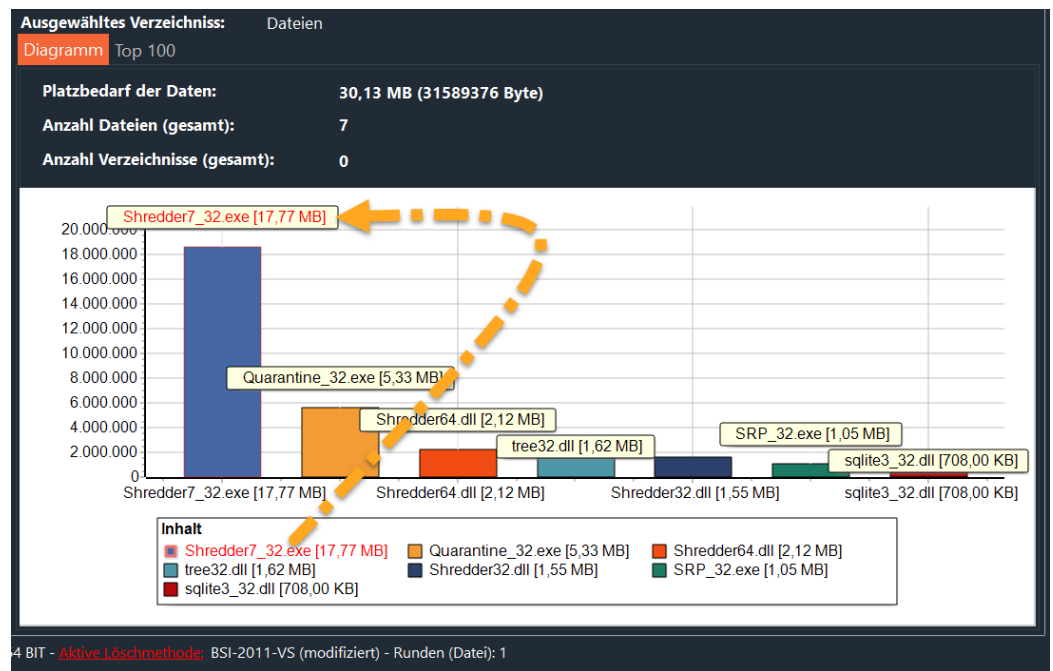 Ausgewähltes Verzeichniss: Dateien
Diagramm Top 100
Platzbedarf der Daten: 30,13 MB (31589376 Byte)
Anzahl Dateien (gesamt): 7
Anzahl Verzeichnisse (gesamt): 0
Shredder7_32.exe [17,77 MB]
20.000.000
18.000.000
16.000.000
14.000.000
12.000.000
10.000.000
8.000.000
Quarantine_32.exe [5,33 MB]
6.000.000
Shredder64.dll [2,12 MB]
4.000.000
SRP_32.exe [1,05 MB]
tree32.dll [1,62 MB]
2.000.000
sqlite3_32.dll [708,00 KB]
0
Shredder7_32.exe [17,77 MB] Shredder64.dll [2,12 MB] Shredder32.dll [1,55 MB] sqlite3_32.dll [708,00 KB]
Inhalt
Shredder7_32.exe [17,77 MB] Quarantine_32.exe [5,33 MB] Shredder64.dll [2,12 MB]
tree32.dll [1,62 MB] Shredder32.dll [1,55 MB] SRP_32.exe [1,05 MB]
sqlite3_32.dll [708,00 KB]
BIT - Aktive Löschmethode: BSI-2011-VS (modifiziert) - Runden (Datei): 1